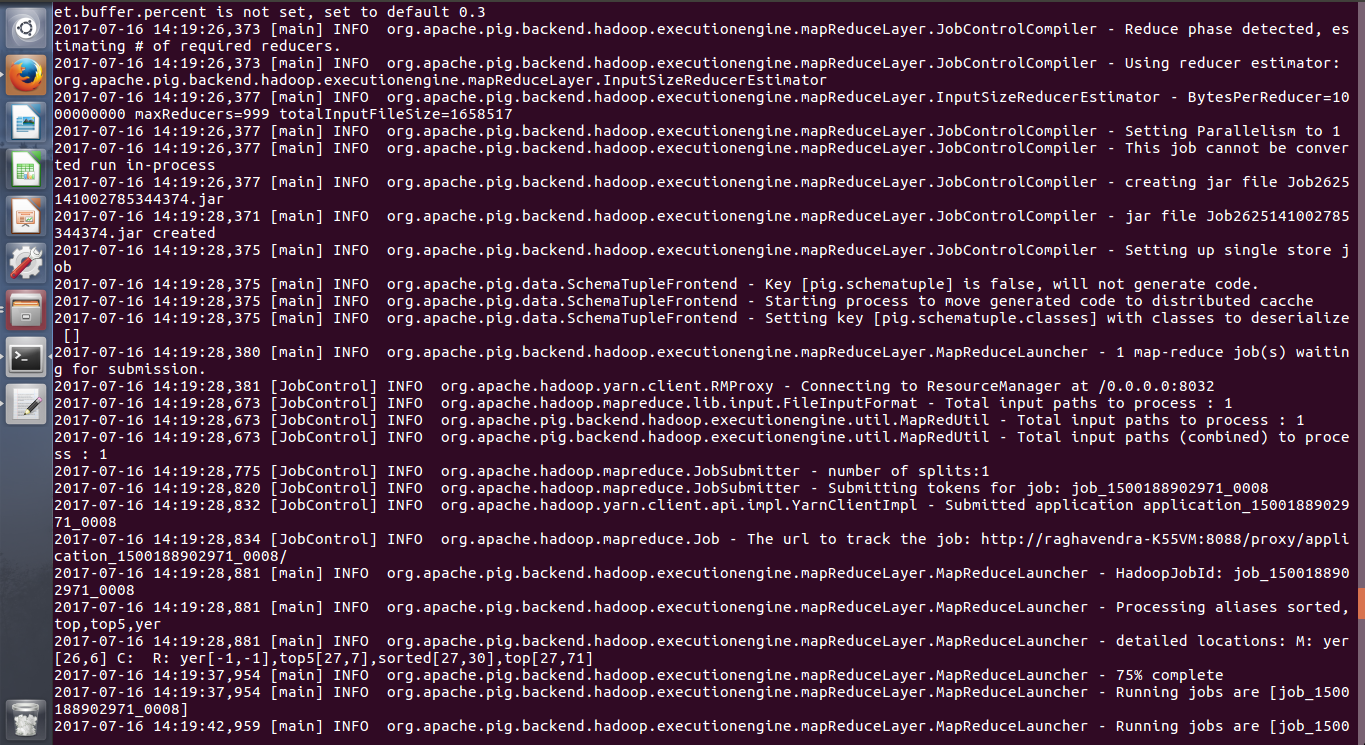 et.buffer.percent is not set, set to default 0.3
2017-07-16 14:19:26,373 [main] INFO  org.apache.pig.backend.hadoop.executionengine.mapReduceLayer.JobControlCompiler - Reduce phase detected, es
timating # of required reducers.
2017-07-16 14:19:26,373 [main] INFO  org.apache.pig.backend.hadoop.executionengine.mapReduceLayer.JobControlCompiler - Using reducer estimator:
org.apache.pig.backend.hadoop.executionengine.mapReduceLayer.InputSizeReducerEstimator
2017-07-16 14:19:26,377 [main] INFO  org.apache.pig.backend.hadoop.executionengine.mapReduceLayer.InputSizeReducerEstimator - BytesPerReducer=10
00000000 maxReducers=999 totalInputFileSize=1658517
2017-07-16 14:19:26,377 [main] INFO  org.apache.pig.backend.hadoop.executionengine.mapReduceLayer.JobControlCompiler - Setting Parallelism to 1
2017-07-16 14:19:26,377 [main] INFO  org.apache.pig.backend.hadoop.executionengine.mapReduceLayer.JobControlCompiler - This job cannot be conver
ted run in-process
2017-07-16 14:19:26,377 [main] INFO  org.apache.pig.backend.hadoop.executionengine.mapReduceLayer.JobControlCompiler - creating jar file Job2625
141002785344374.jar
2017-07-16 14:19:28,371 [main] INFO  org.apache.pig.backend.hadoop.executionengine.mapReduceLayer.JobControlCompiler - jar file Job2625141002785
344374.jar created
2017-07-16 14:19:28,375 [main] INFO  org.apache.pig.backend.hadoop.executionengine.mapReduceLayer.JobControlCompiler - Setting up single store j
ob
2017-07-16 14:19:28,375 [main] INFO  org.apache.pig.data.SchemaTupleFrontend - Key [pig.schematuple] is false, will not generate code.
2017-07-16 14:19:28,375 [main] INFO  org.apache.pig.data.SchemaTupleFrontend - Starting process to move generated code to distributed cacche
2017-07-16 14:19:28,375 [main] INFO  org.apache.pig.data.SchemaTupleFrontend - Setting key [pig.schematuple.classes] with classes to deserialize
 []
2017-07-16 14:19:28,380 [main] INFO  org.apache.pig.backend.hadoop.executionengine.mapReduceLayer.MapReduceLauncher - 1 map-reduce job(s) waitin
g for submission.
2017-07-16 14:19:28,381 [JobControl] INFO  org.apache.hadoop.yarn.client.RMProxy - Connecting to ResourceManager at /0.0.0.0:8032
2017-07-16 14:19:28,673 [JobControl] INFO  org.apache.hadoop.mapreduce.lib.input.FileInputFormat - Total input paths to process : 1
2017-07-16 14:19:28,673 [JobControl] INFO  org.apache.pig.backend.hadoop.executionengine.util.MapRedUtil - Total input paths to process : 1
2017-07-16 14:19:28,673 [JobControl] INFO  org.apache.pig.backend.hadoop.executionengine.util.MapRedUtil - Total input paths (combined) to proce
ss : 1
2017-07-16 14:19:28,775 [JobControl] INFO  org.apache.hadoop.mapreduce.JobSubmitter - number of splits:1
2017-07-16 14:19:28,820 [JobControl] INFO  org.apache.hadoop.mapreduce.JobSubmitter - Submitting tokens for job: job_1500188902971_0008
2017-07-16 14:19:28,832 [JobControl] INFO  org.apache.hadoop.yarn.client.api.impl.YarnClientImpl - Submitted application application_15001889029
71_0008
2017-07-16 14:19:28,834 [JobControl] INFO  org.apache.hadoop.mapreduce.Job - The url to track the job: http://raghavendra-K55VM:8088/proxy/appli
cation_1500188902971_0008/
2017-07-16 14:19:28,881 [main] INFO  org.apache.pig.backend.hadoop.executionengine.mapReduceLayer.MapReduceLauncher - HadoopJobId: job_150018890
2971_0008
2017-07-16 14:19:28,881 [main] INFO  org.apache.pig.backend.hadoop.executionengine.mapReduceLayer.MapReduceLauncher - Processing aliases sorted,
top,top5,yer
2017-07-16 14:19:28,881 [main] INFO  org.apache.pig.backend.hadoop.executionengine.mapReduceLayer.MapReduceLauncher - detailed locations: M: yer
[26,6] C:  R: yer[-1,-1],top5[27,7],sorted[27,30],top[27,71]
2017-07-16 14:19:37,954 [main] INFO  org.apache.pig.backend.hadoop.executionengine.mapReduceLayer.MapReduceLauncher - 75% complete
2017-07-16 14:19:37,954 [main] INFO  org.apache.pig.backend.hadoop.executionengine.mapReduceLayer.MapReduceLauncher - Running jobs are [job_1500
188902971_0008]
2017-07-16 14:19:42,959 [main] INFO  org.apache.pig.backend.hadoop.executionengine.mapReduceLayer.MapReduceLauncher - Running jobs are [job_1500